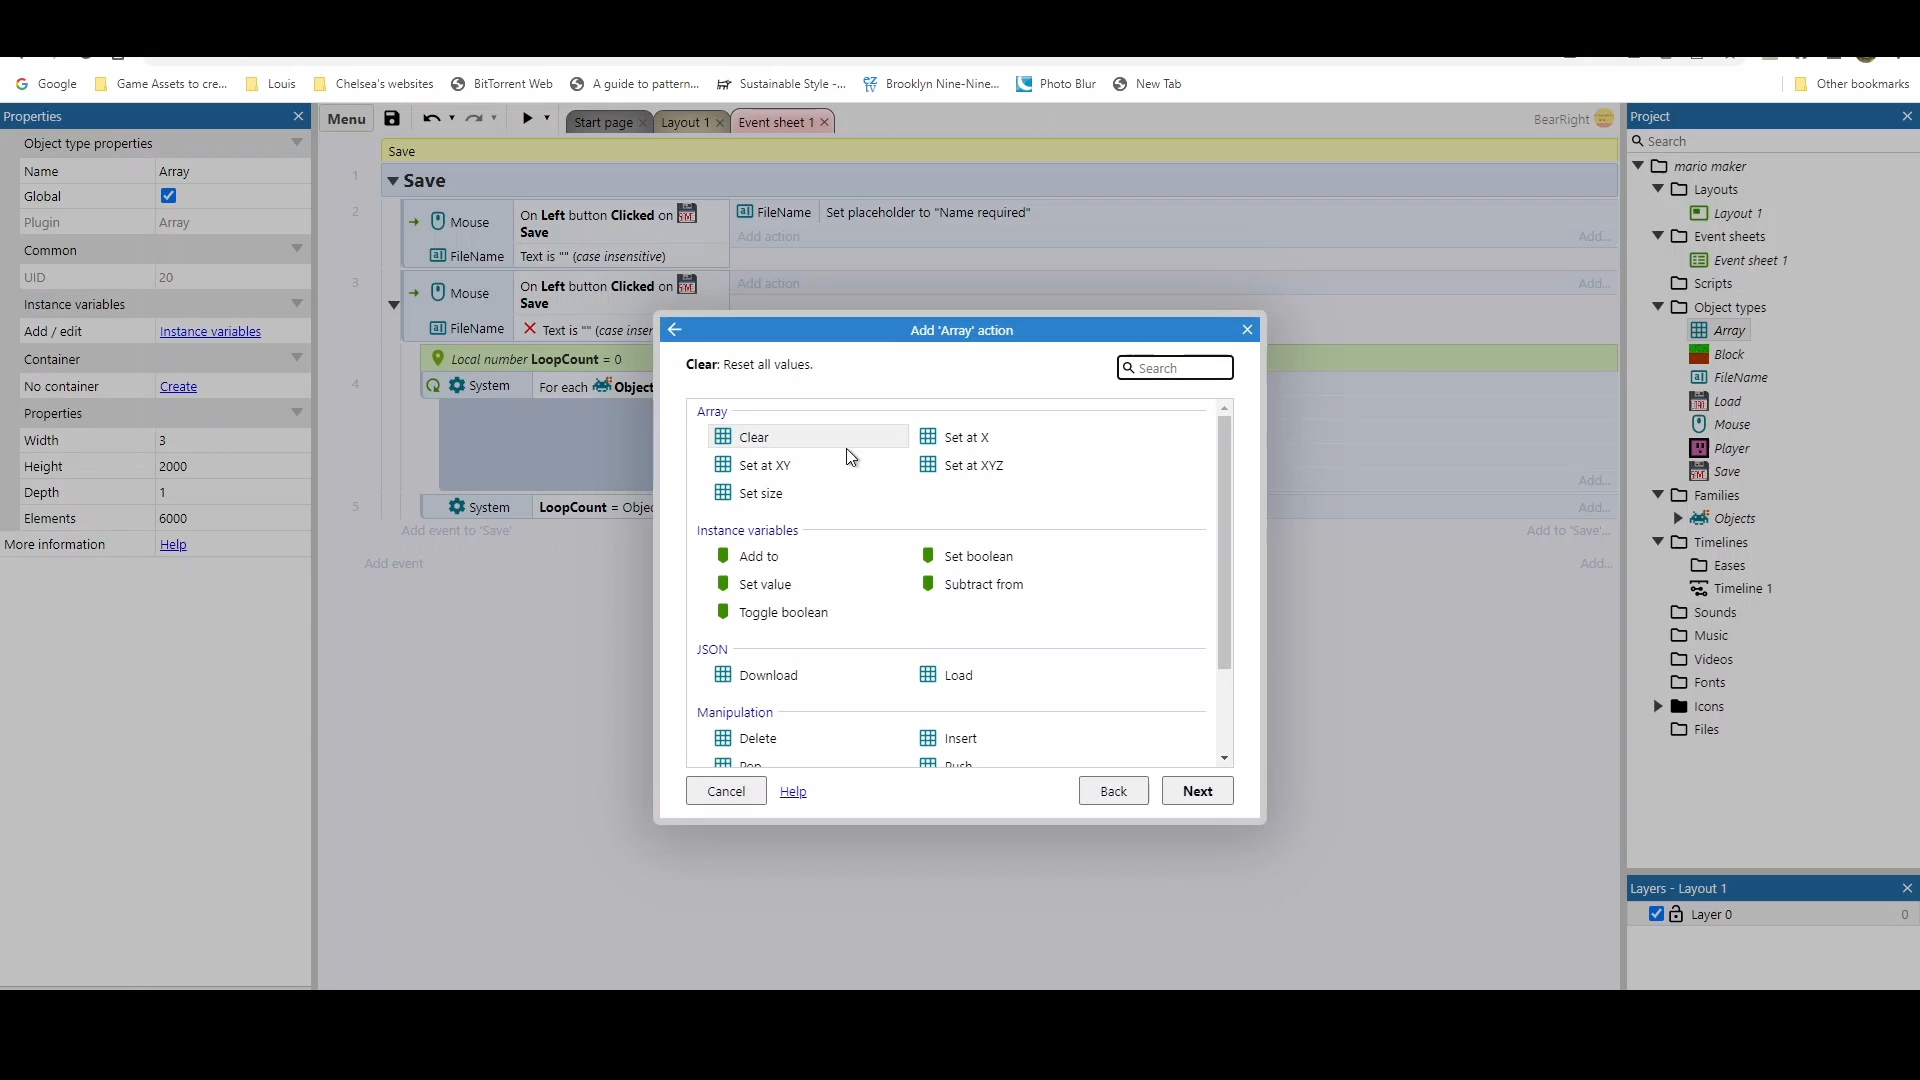 Google
Game Assets to cre...
Louis
Chelsea's websites
BitTorrent Web
A guide to pattern...
Sustainable Style -...
Brooklyn Nine-Nine...
Photo Blur
New Tab
Other bookmarks
Properties
Object type properties
Name Array
Global
Plugin Array
Common
UID 20
Instance variables
Add / edit Instance variables
Container
No container Create
Properties
Width 3
Height 2000
Depth 1
Elements 6000
More information Help
Menu
Start page
Layout 1
Event sheet 1
BearRight
Save
1
Save
2
Mouse On Left button Clicked on
Save
FileName Text is "" (case insensitive)
FileName Set placeholder to "Name required"
Add action Add...
3
Mouse On Left button Clicked on
Save
FileName Text is "" (case inser
Add action Add...
Local number LoopCount = 0
4
System For each Object
Add...
5
System LoopCount = Objec
Add...
Add event to 'Save' Add to 'Save'...
Add event Add...
Add 'Array' action
Clear: Reset all values.
Search
Array
Clear Set at X
Set at XY Set at XYZ
Set size
Instance variables
Add to Set boolean
Set value Subtract from
Toggle boolean
JSON
Download Load
Manipulation
Delete Insert
Pop Push
Cancel Help Back Next
Project
Search
mario maker
Layouts
Layout 1
Event sheets
Event sheet 1
Scripts
Object types
Array
Block
FileName
Load
Mouse
Player
Save
Families
Objects
Timelines
Eases
Timeline 1
Sounds
Music
Videos
Fonts
Icons
Files
Layers - Layout 1
Layer 0 0